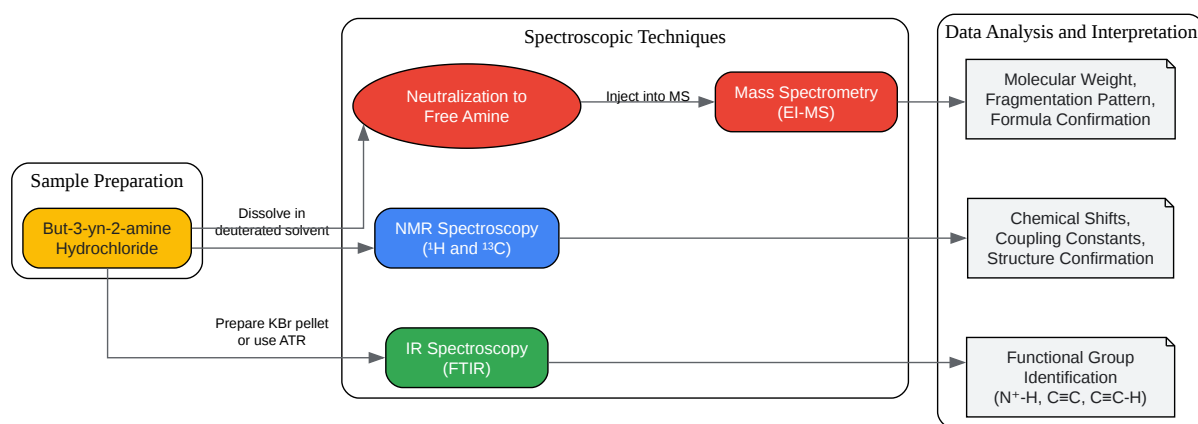 Spectroscopic Techniques
Data Analysis and Interpretation
Neutralization to
Free Amine
Inject into MS
Mass Spectrometry
(EI-MS)
Molecular Weight,
Fragmentation Pattern,
Formula Confirmation
Sample Preparation
But-3-yn-2-amine
Hydrochloride
Dissolve in
deuterated solvent
NMR Spectroscopy
(¹H and ¹³C)
Chemical Shifts,
Coupling Constants,
Structure Confirmation
Prepare KBr pellet
or use ATR
IR Spectroscopy
(FTIR)
Functional Group
Identification
(N⁺-H, C≡C, C≡C-H)